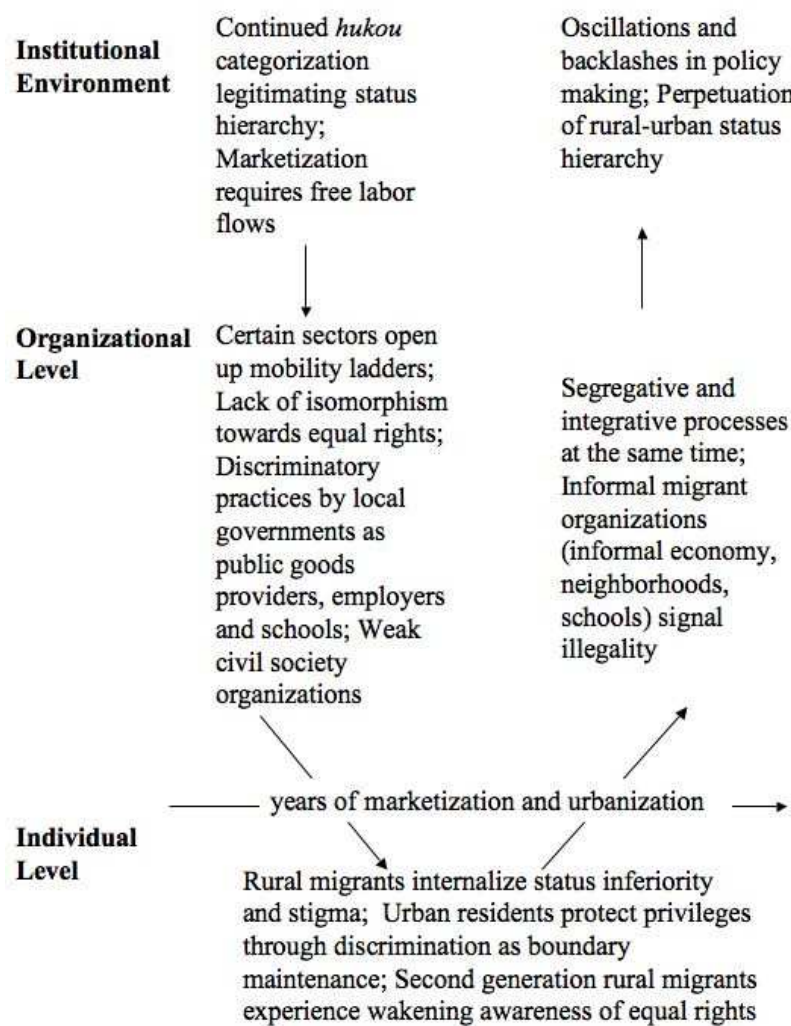 Institutional
Environment
Continued hukou
categorization
legitimating status
hierarchy;
Marketization
requires free labor
flows
Oscillations and
backlashes in policy
making; Perpetuation
of rural-urban status
hierarchy
Organizational
Level
Certain sectors open
up mobility ladders;
Lack of isomorphism
towards equal rights;
Discriminatory
practices by local
governments as
public goods
providers, employers
and schools; Weak
civil society
organizations
Segregative and
integrative processes
at the same time;
Informal migrant
organizations
(informal economy,
neighborhoods,
schools) signal
illegality
years of marketization and urbanization
Individual
Level
Rural migrants internalize status inferiority
and stigma; Urban residents protect privileges
through discrimination as boundary
maintenance; Second generation rural migrants
experience wakening awareness of equal rights